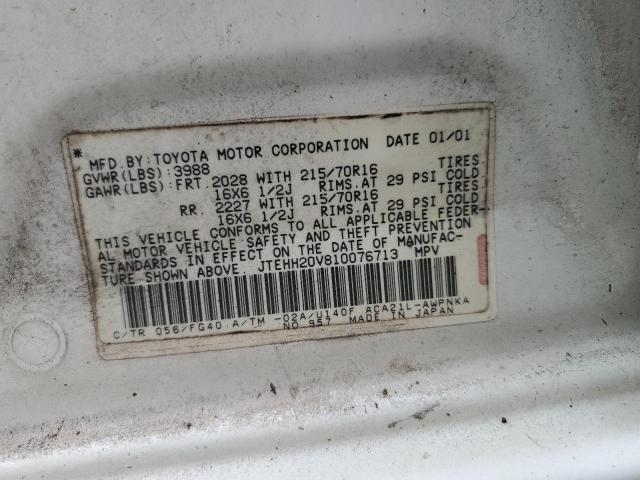 * MFD. BY: TOYOTA MOTOR CORPORATION DATE 01/01
GVWR(LBS): 3988 TIRES
GAWR(LBS): FRT. 2028 WITH 215/70R16 TIRES
16X6 1/2J RIMS.AT 29 PSI COLD
RR. 2227 WITH 215/70R16 TIRES
16X6 1/2J RIMS.AT 29 PSI COLD
THIS VEHICLE CONFORMS TO ALL APPLICABLE FEDER-
AL MOTOR VEHICLE SAFETY AND THEFT PREVENTION
STANDARDS IN EFFECT ON THE DATE OF MANUFAC-
TURE SHOWN ABOVE. JTEHH20V810076713 MPV
C/TR 056/FG40 A/TM -02A/U140F ACA21L-AWPNKA
NO.957 MADE IN JAPAN